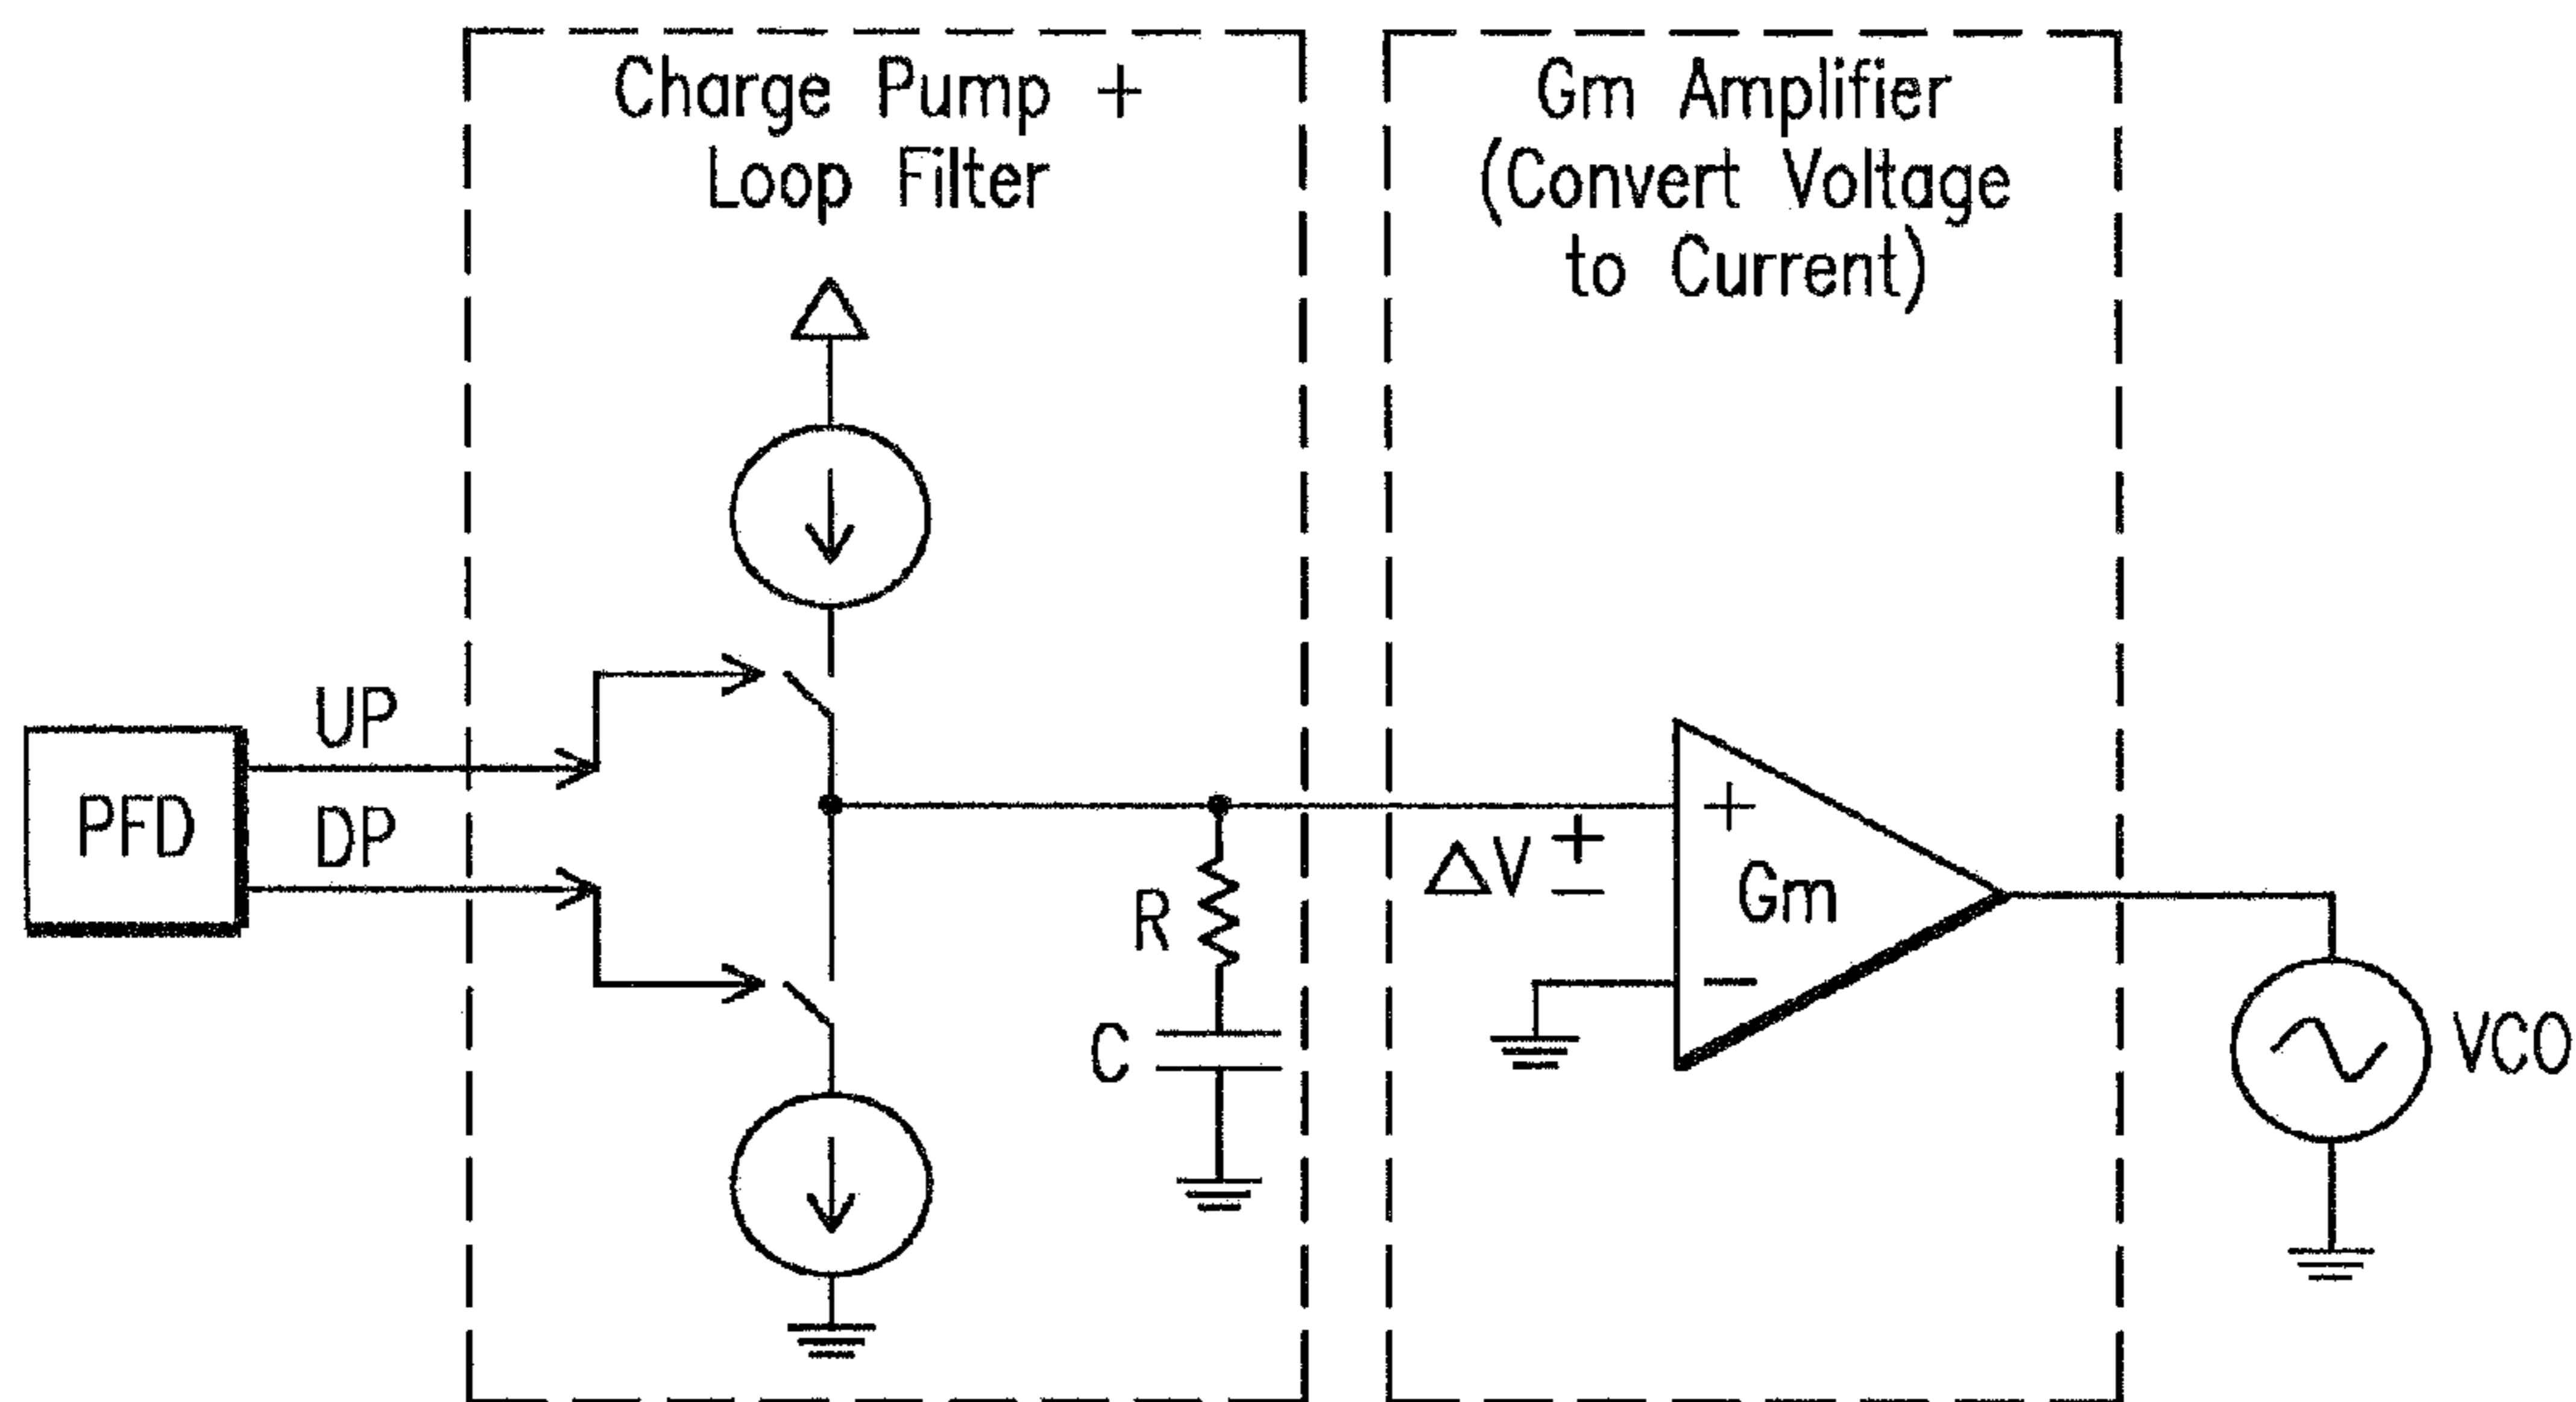 Charge Pump +
Loop Filter
Gm Amplifier
(Convert Voltage
to Current)
UP
PFD
DP
ΔV + −
+
Gm
−
R
C
VCO